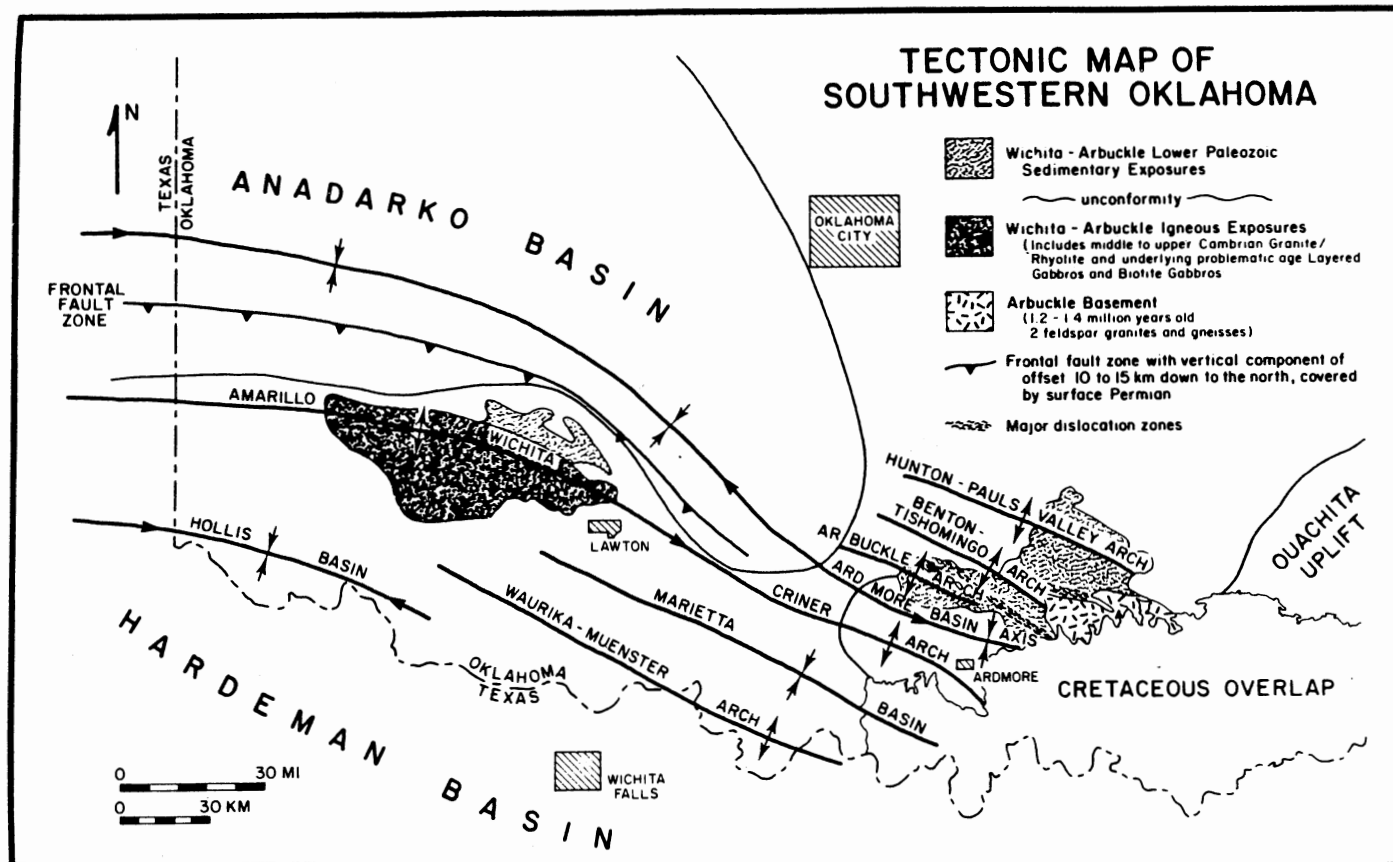 TECTONIC MAP OF
SOUTHWESTERN OKLAHOMA
N
TEXAS
OKLAHOMA
ANADARKO BASIN
OKLAHOMA
CITY
Wichita - Arbuckle Lower Paleozoic
Sedimentary Exposures
unconformity
Wichita - Arbuckle Igneous Exposures
(Includes middle to upper Cambrian Granite/
Rhyolite and underlying problematic age Layered
Gabbros and Biotite Gabbros
Arbuckle Basement
(1.2 - 1.4 million years old
2 feldspar granites and gneisses)
Frontal fault zone with vertical component of
offset 10 to 15 km down to the north, covered
by surface Permian
Major dislocation zones
FRONTAL
FAULT
ZONE
AMARILLO
WICHITA
HUNTON - PAULS VALLEY ARCH
BENTON-
TISHOMINGO ARCH
ARBUCKLE ARCH
ARDMORE BASIN AXIS
OUACHITA
UPLIFT
HOLLIS
BASIN
LAWTON
CRINER
ARCH
MARIETTA
BASIN
WAURIKA-MUENSTER
ARCH
ARDMORE
CRETACEOUS OVERLAP
OKLAHOMA
TEXAS
HARDEMAN BASIN
WICHITA
FALLS
0 30 MI
0 30 KM